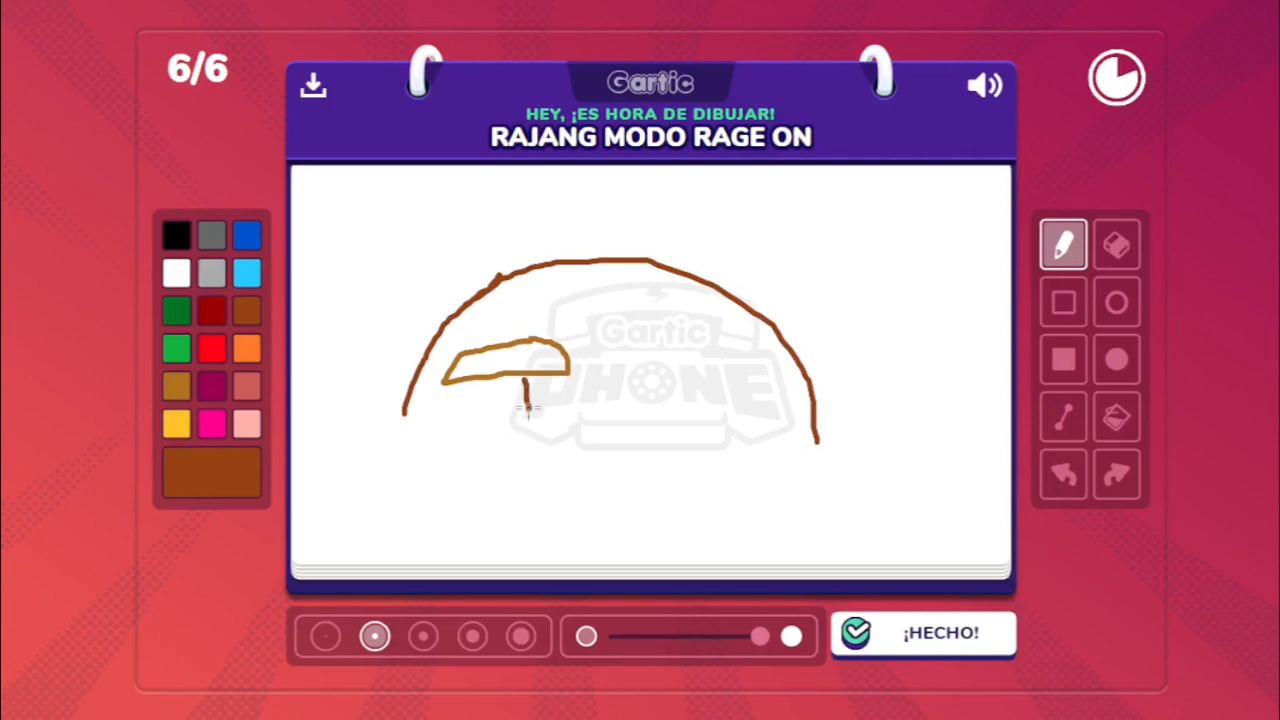 6/6
Gartic
HEY, ¡ES HORA DE DIBUJAR!
RAJANG MODO RAGE ON
Gartic
PHONE
¡HECHO!